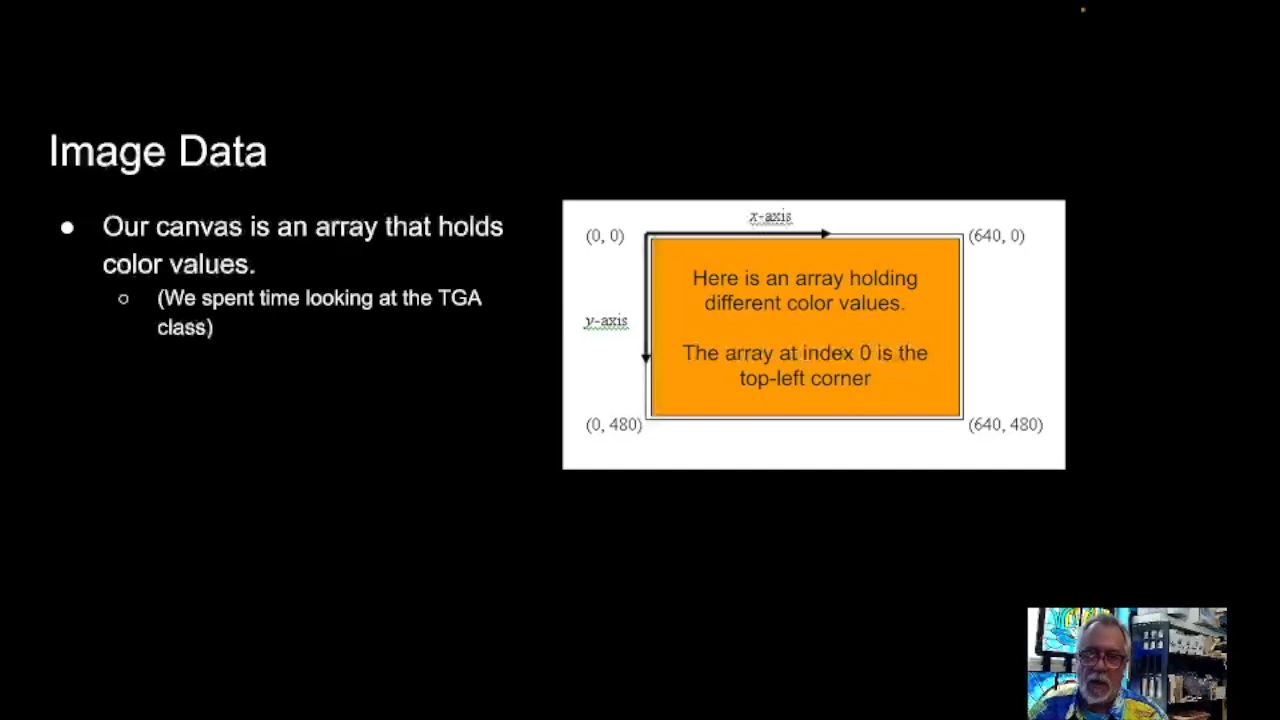 Image Data
● Our canvas is an array that holds
color values.
○ (We spent time looking at the TGA
class)
x-axis
(0, 0)
(640, 0)
Here is an array holding
different color values.
y-axis
The array at index 0 is the
top-left corner
(0, 480)
(640, 480)